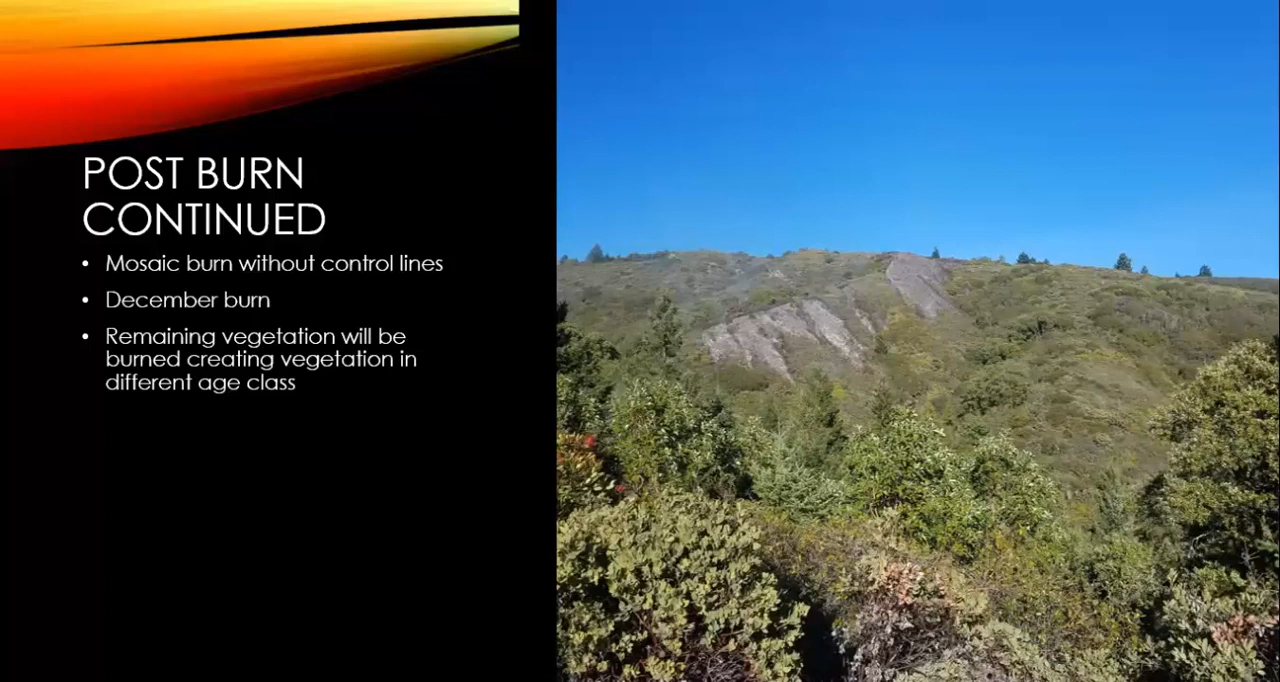 POST BURN
CONTINUED
• Mosaic burn without control lines
• December burn
• Remaining vegetation will be
burned creating vegetation in
different age class